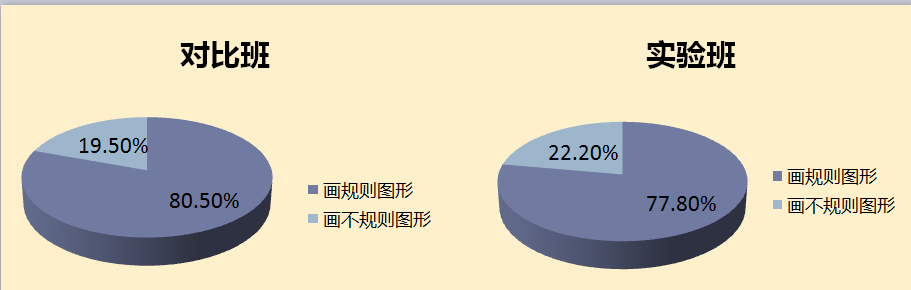 对比班
19.50%
80.50%
画规则图形
画不规则图形
实验班
22.20%
77.80%
画规则图形
画不规则图形